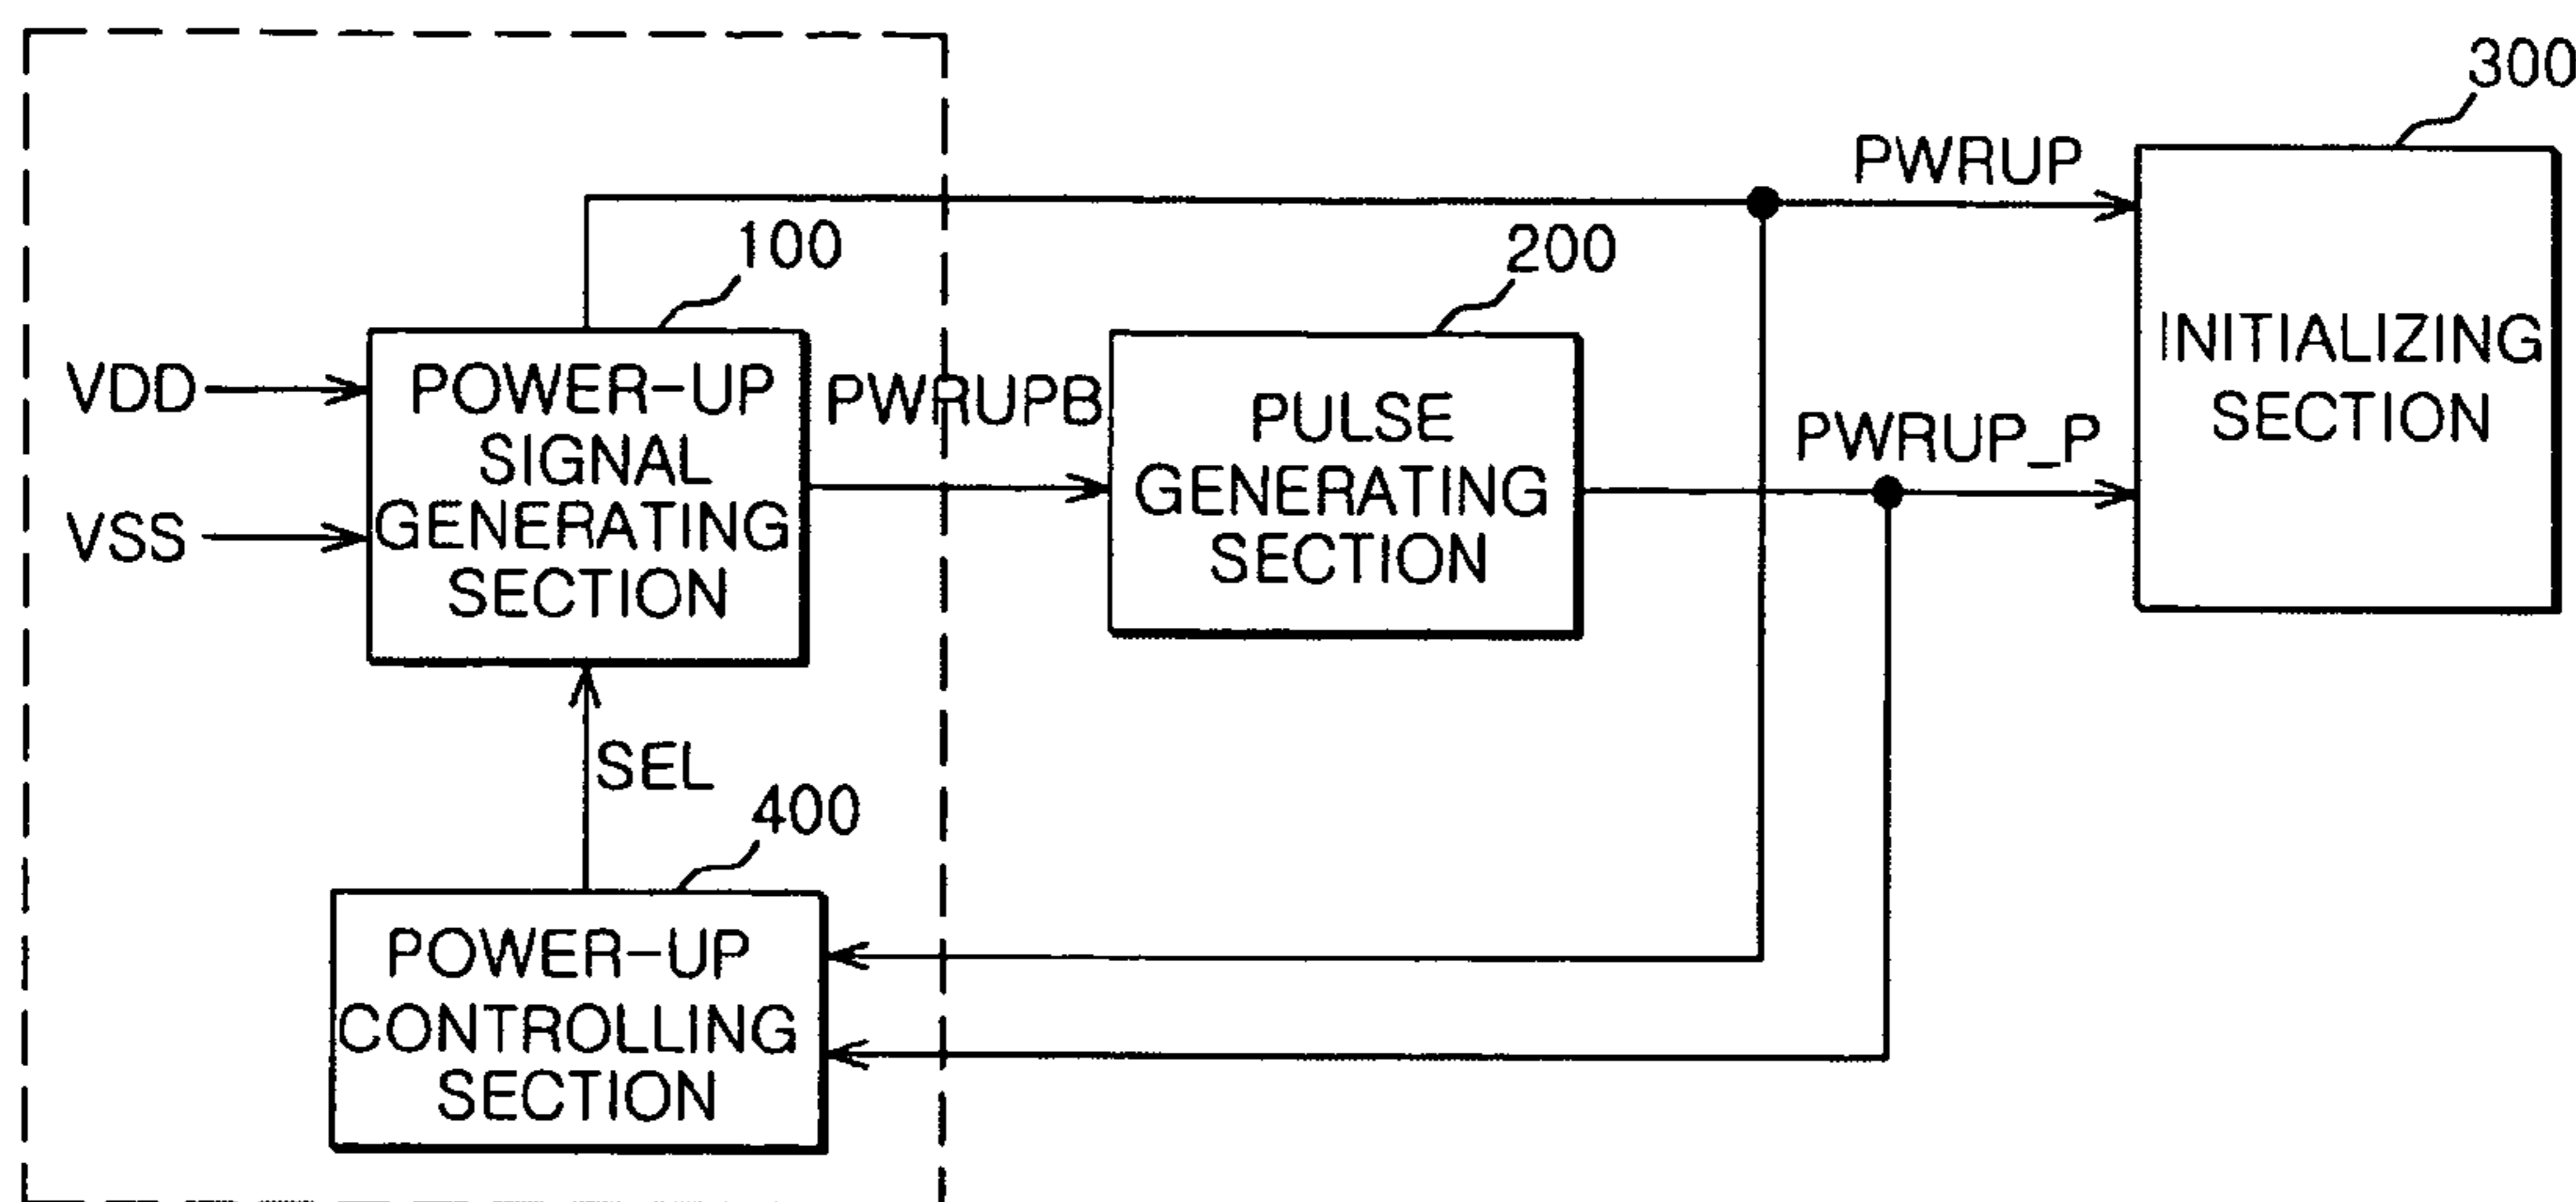 300
PWRUP
100
200
VDD
POWER-UP
SIGNAL
GENERATING
SECTION
VSS
PWRUPB
PULSE
GENERATING
SECTION
PWRUP_P
INITIALIZING
SECTION
SEL
400
POWER-UP
CONTROLLING
SECTION